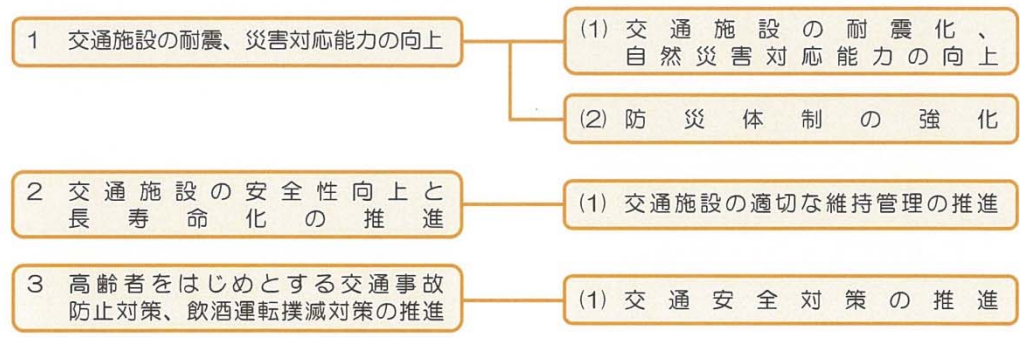 1 交通施設の耐震、災害対応能力の向上
(1) 交通施設の耐震化、
自然災害対応能力の向上
(2) 防災体制の強化
2 交通施設の安全性向上と
長寿命化の推進
(1) 交通施設の適切な維持管理の推進
3 高齢者をはじめとする交通事故
防止対策、飲酒運転撲滅対策の推進
(1) 交通安全対策の推進